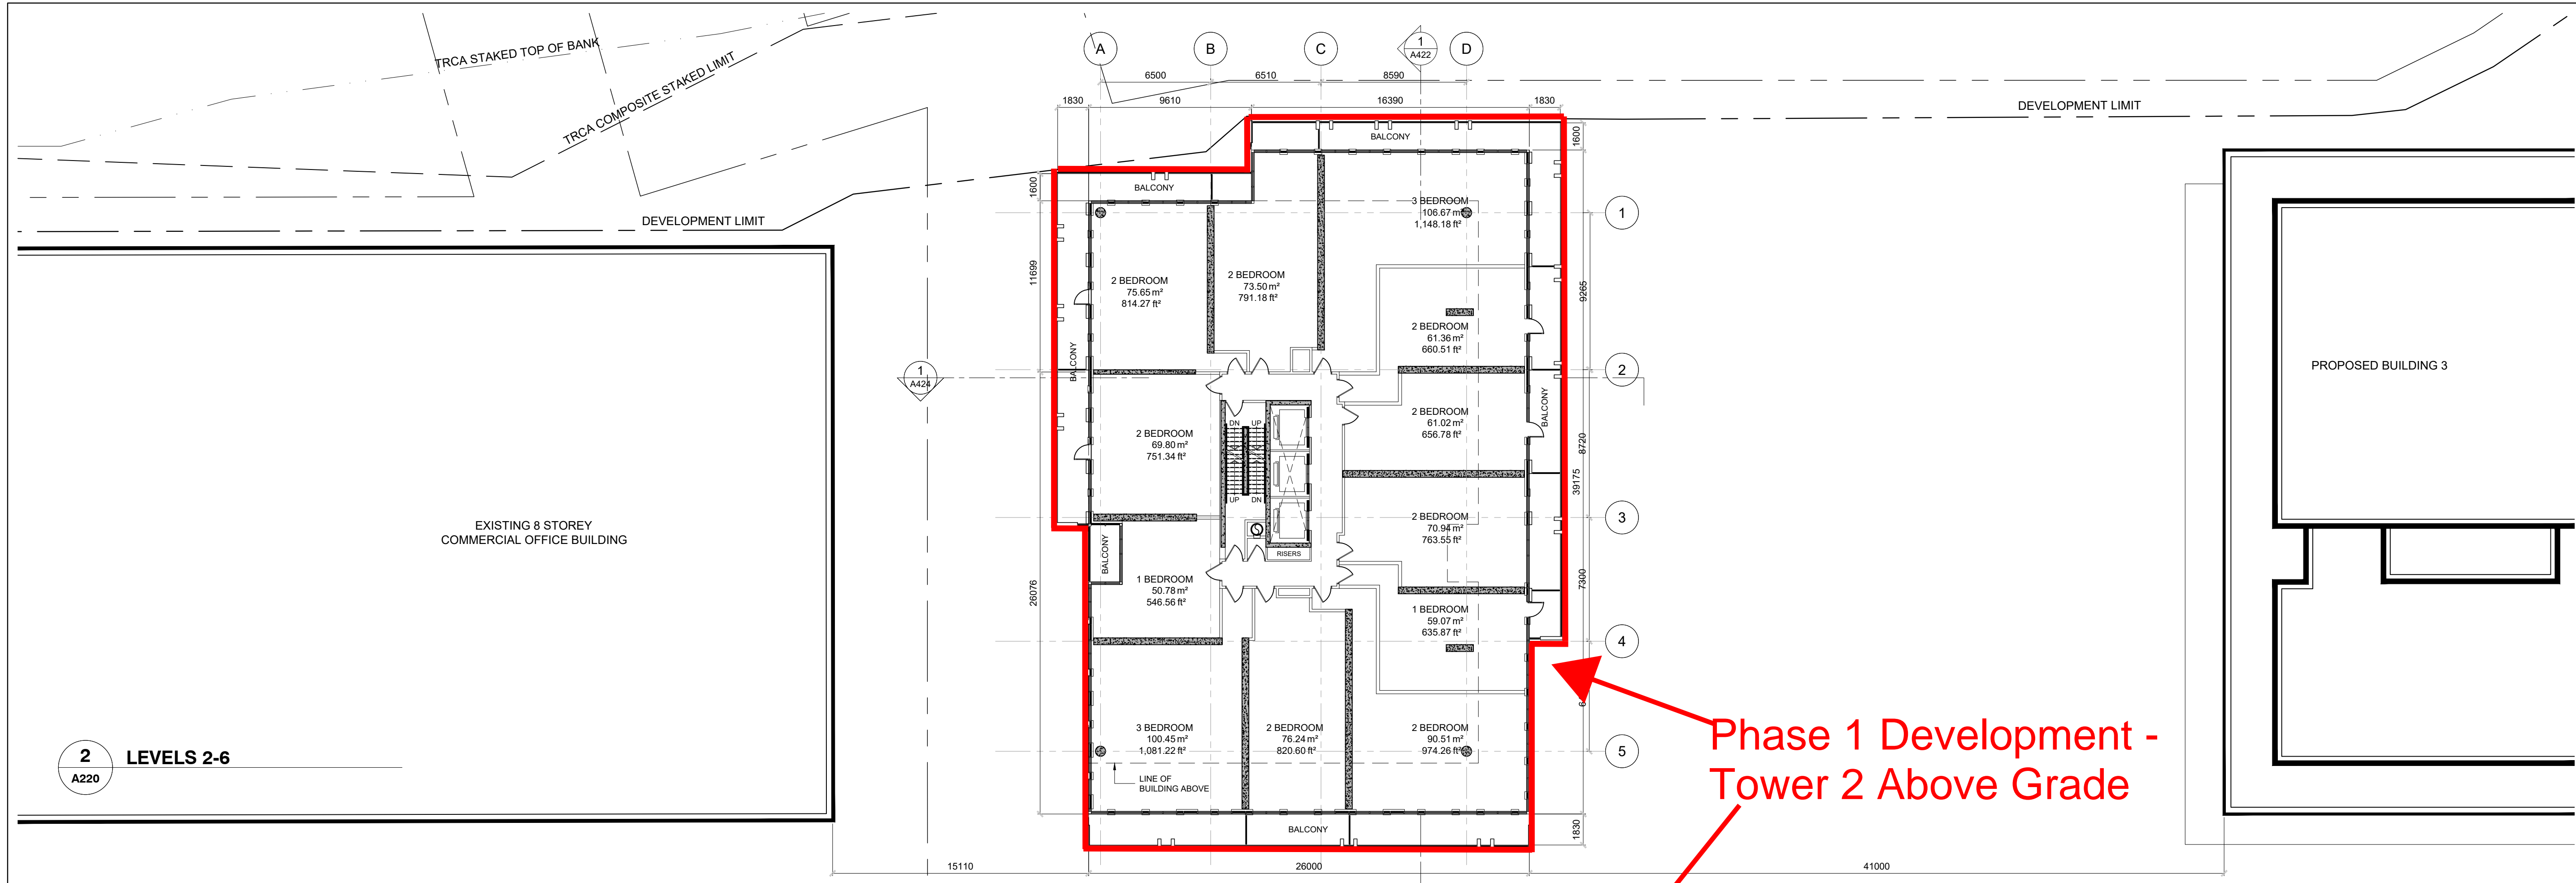 TRCA STAKED TOP OF BANK
TRCA COMPOSITE STAKED LIMIT
DEVELOPMENT LIMIT
A
B
C
1
A422
D
6500
6510
8590
1830
9610
16390
1830
DEVELOPMENT LIMIT
BALCONY
1600
1600
BALCONY
3 BEDROOM
106.67 m²
1,148.18 ft²
1
11699
2 BEDROOM
75.65 m²
814.27 ft²
2 BEDROOM
73.50 m²
791.18 ft²
9265
2 BEDROOM
61.36 m²
660.51 ft²
BALCONY
1
A424
2
PROPOSED BUILDING 3
2 BEDROOM
69.80 m²
751.34 ft²
DN
UP
UP
DN
2 BEDROOM
61.02 m²
656.78 ft²
BALCONY
8720
39175
EXISTING 8 STOREY
COMMERCIAL OFFICE BUILDING
BALCONY
RISERS
2 BEDROOM
70.94 m²
763.55 ft²
3
26076
1 BEDROOM
50.78 m²
546.56 ft²
7300
1 BEDROOM
59.07 m²
635.87 ft²
4
3 BEDROOM
100.45 m²
1,081.22 ft²
2 BEDROOM
76.24 m²
820.60 ft²
2 BEDROOM
90.51 m²
974.26 ft²
5
LINE OF
BUILDING ABOVE
Phase 1 Development -
Tower 2 Above Grade
2
A220
LEVELS 2-6
BALCONY
1830
15110
26000
41000